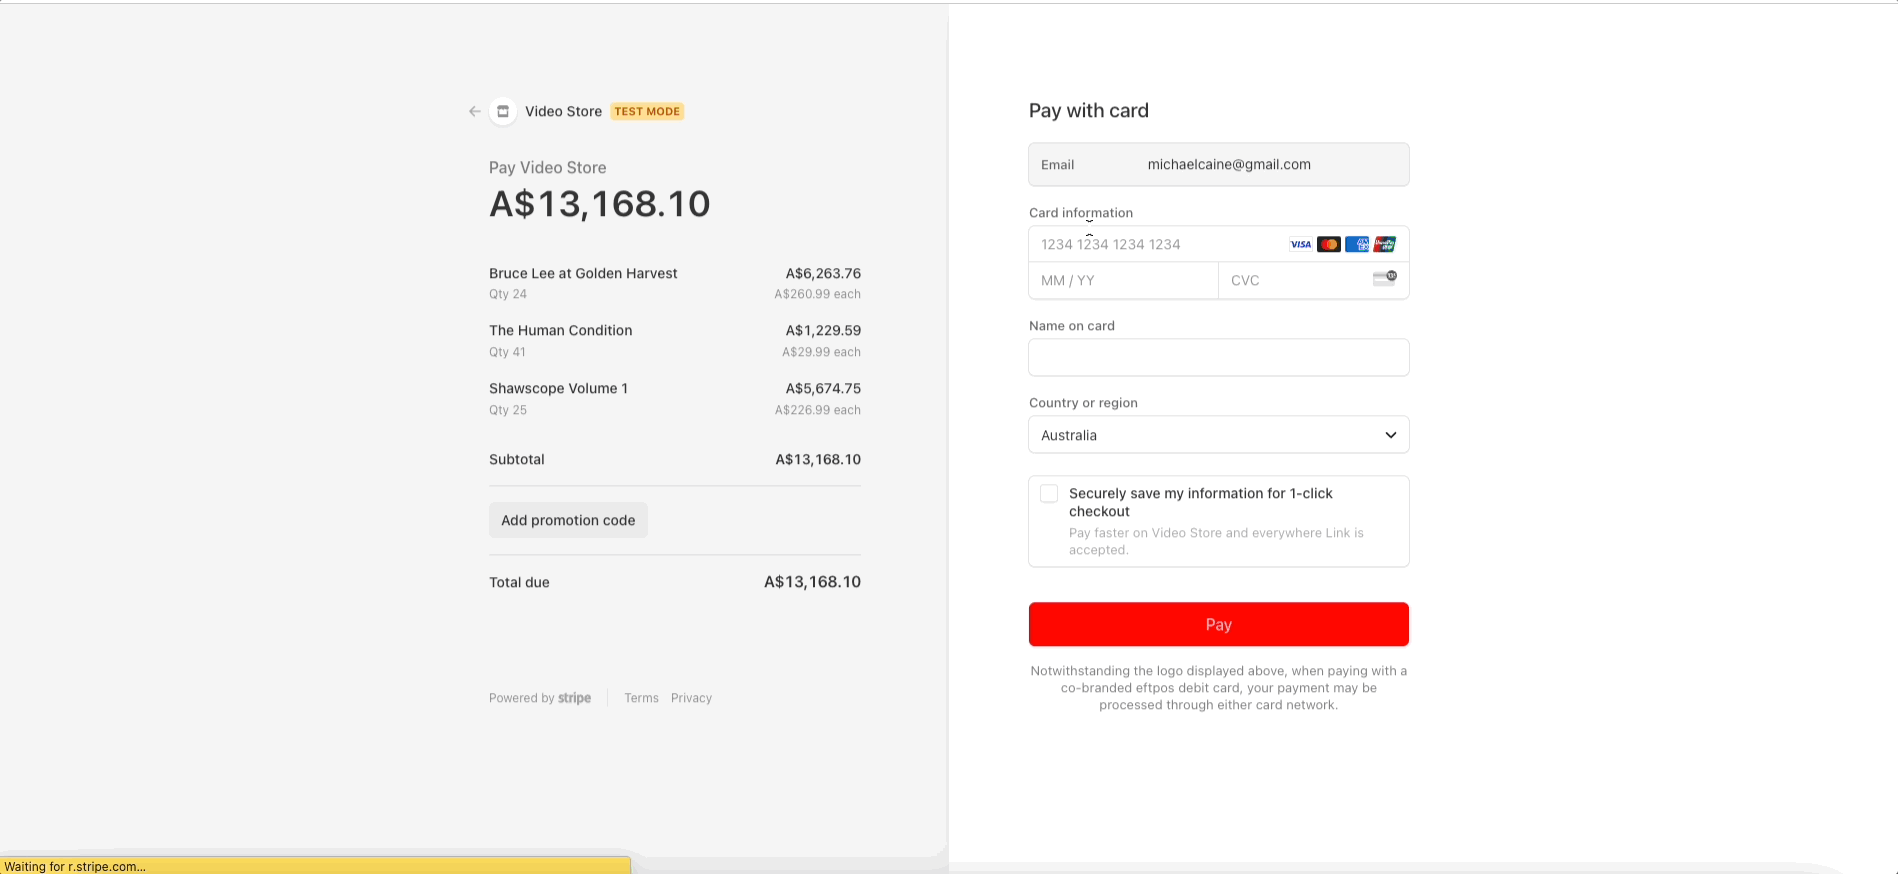 Video Store TEST MODE
Pay Video Store
A$13,168.10
Bruce Lee at Golden Harvest A$6,263.76
Qty 24 A$260.99 each
The Human Condition A$1,229.59
Qty 41 A$29.99 each
Shawscope Volume 1 A$5,674.75
Qty 25 A$226.99 each
Subtotal A$13,168.10
Add promotion code
Total due A$13,168.10
Powered by stripe Terms Privacy
Pay with card
Email michaelcaine@gmail.com
Card information
1234 1234 1234 1234 VISA
MM / YY CVC
Name on card
Country or region
Australia
Securely save my information for 1-click
checkout
Pay faster on Video Store and everywhere Link is
accepted.
Pay
Notwithstanding the logo displayed above, when paying with a
co-branded eftpos debit card, your payment may be
processed through either card network.
Waiting for r.stripe.com...